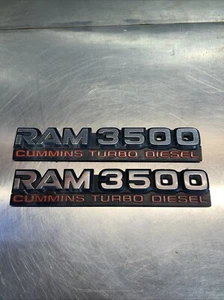 RAM 3500
CUMMINS TURBO DIESEL
RAM 3500
CUMMINS TURBO DIESEL